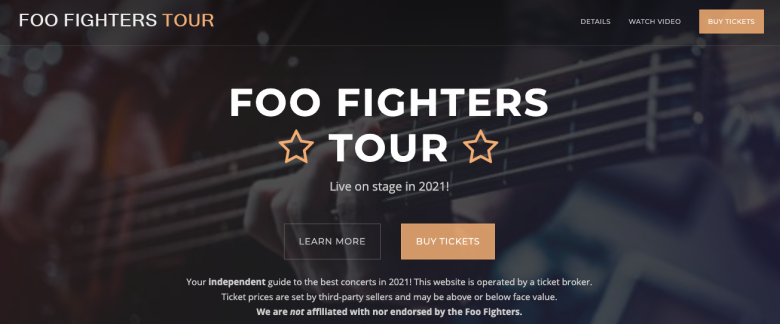 FOO FIGHTERS TOUR
DETAILS
WATCH VIDEO
BUY TICKETS
FOO FIGHTERS
TOUR
Live on stage in 2021!
LEARN MORE
BUY TICKETS
Your independent guide to the best concerts in 2021! This website is operated by a ticket broker.
Ticket prices are set by third-party sellers and may be above or below face value.
We are not affiliated with nor endorsed by the Foo Fighters.